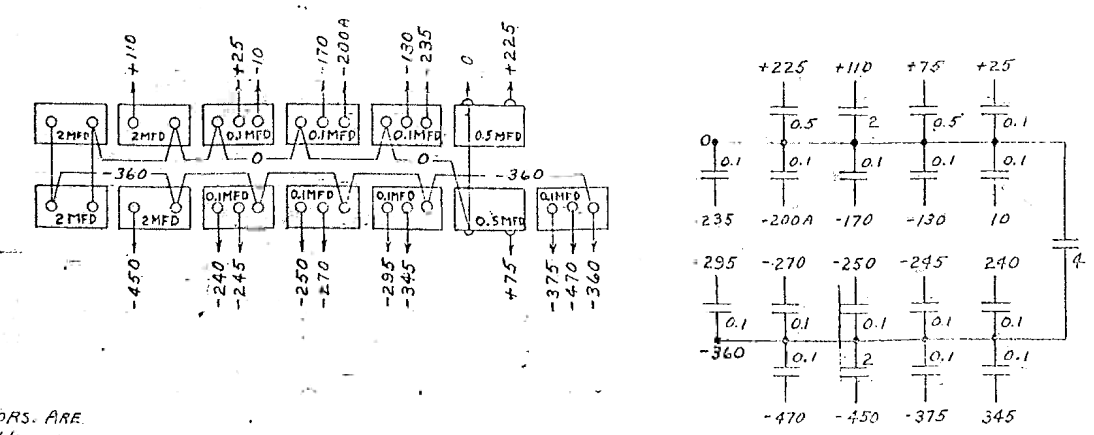 +110
+25
-10
-170
-200A
-130
235
0
+225
2MFD
2MFD
0.1MFD
0.1MFD
0.1MFD
0.5MFD
0
0
-360
-360
2MFD
2MFD
0.1MFD
0.1MFD
0.1MFD
0.5MFD
0.1MFD
-450
-240
-245
-250
-270
-295
-345
+75
-375
-470
-360
+225 +110 +75 +25
0.5 2 0.5 0.1
0
0.1 0.1 0.1 0.1 0.1
235 -200A -170 -130 10
4
-295 -270 -250 -245 240
0.1 0.1 0.1 0.1 0.1
-360
0.1 2 0.1 0.1
-470 -450 -375 345
ORS. ARE